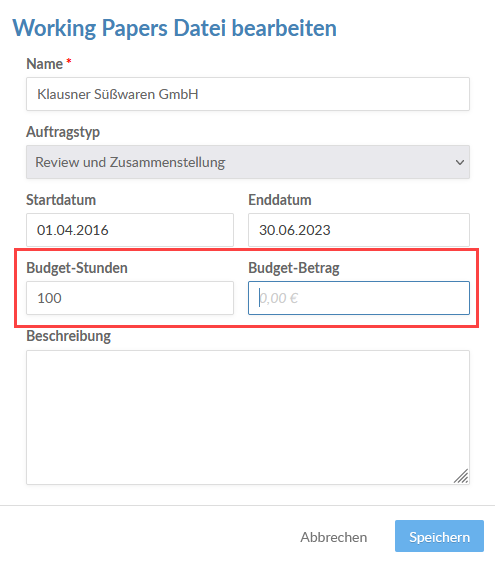 Working Papers Datei bearbeiten
Name *
Klausner Süßwaren GmbH
Auftragstyp
Review und Zusammenstellung
Startdatum Enddatum
01.04.2016 30.06.2023
Budget-Stunden Budget-Betrag
100 0,00 €
Beschreibung
Abbrechen Speichern